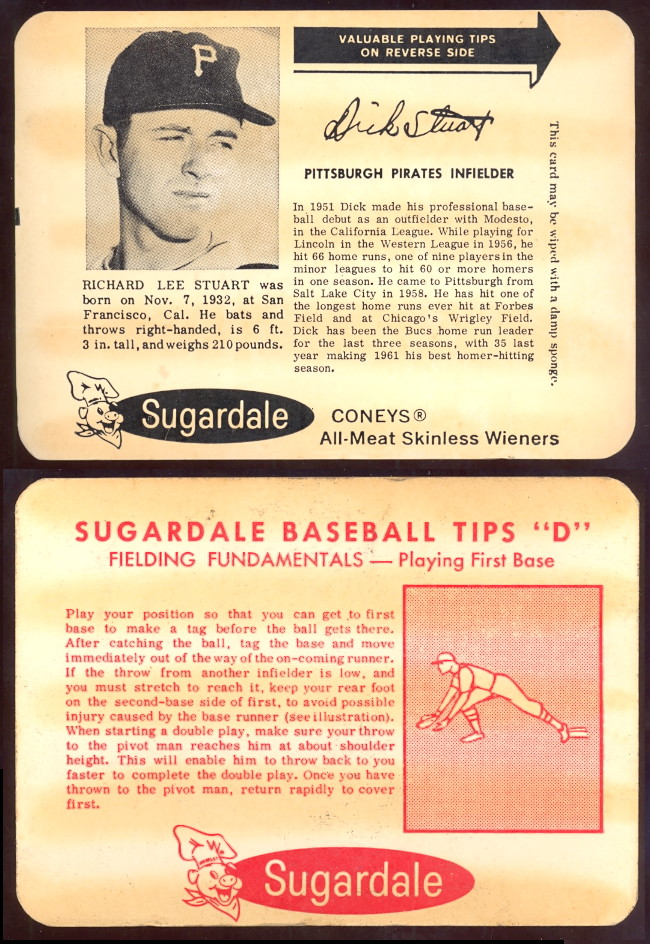 P
VALUABLE PLAYING TIPS
ON REVERSE SIDE
Dick Stuart
PITTSBURGH PIRATES INFIELDER
In 1951 Dick made his professional base-
ball debut as an outfielder with Modesto,
in the California League. While playing for
Lincoln in the Western League in 1956, he
hit 66 home runs, one of nine players in the
minor leagues to hit 60 or more homers
in one season. He came to Pittsburgh from
Salt Lake City in 1958. He has hit one of
the longest home runs ever hit at Forbes
Field and at Chicago's Wrigley Field.
Dick has been the Bucs home run leader
for the last three seasons, with 35 last
year making 1961 his best homer-hitting
season.
This card may be wiped with a damp sponge.
RICHARD LEE STUART was
born on Nov. 7, 1932, at San
Francisco, Cal. He bats and
throws right-handed, is 6 ft.
3 in. tall, and weighs 210 pounds.
Sugardale
CONEYS®
All-Meat Skinless Wieners
SUGARDALE BASEBALL TIPS "D"
FIELDING FUNDAMENTALS — Playing First Base
Play your position so that you can get to first
base to make a tag before the ball gets there.
After catching the ball, tag the base and move
immediately out of the way of the on-coming runner.
If the throw from another infielder is low, and
you must stretch to reach it, keep your rear foot
on the second-base side of first, to avoid possible
injury caused by the base runner (see illustration).
When starting a double play, make sure your throw
to the pivot man reaches him at about shoulder
height. This will enable him to throw back to you
faster to complete the double play. Once you have
thrown to the pivot man, return rapidly to cover
first.
Sugardale